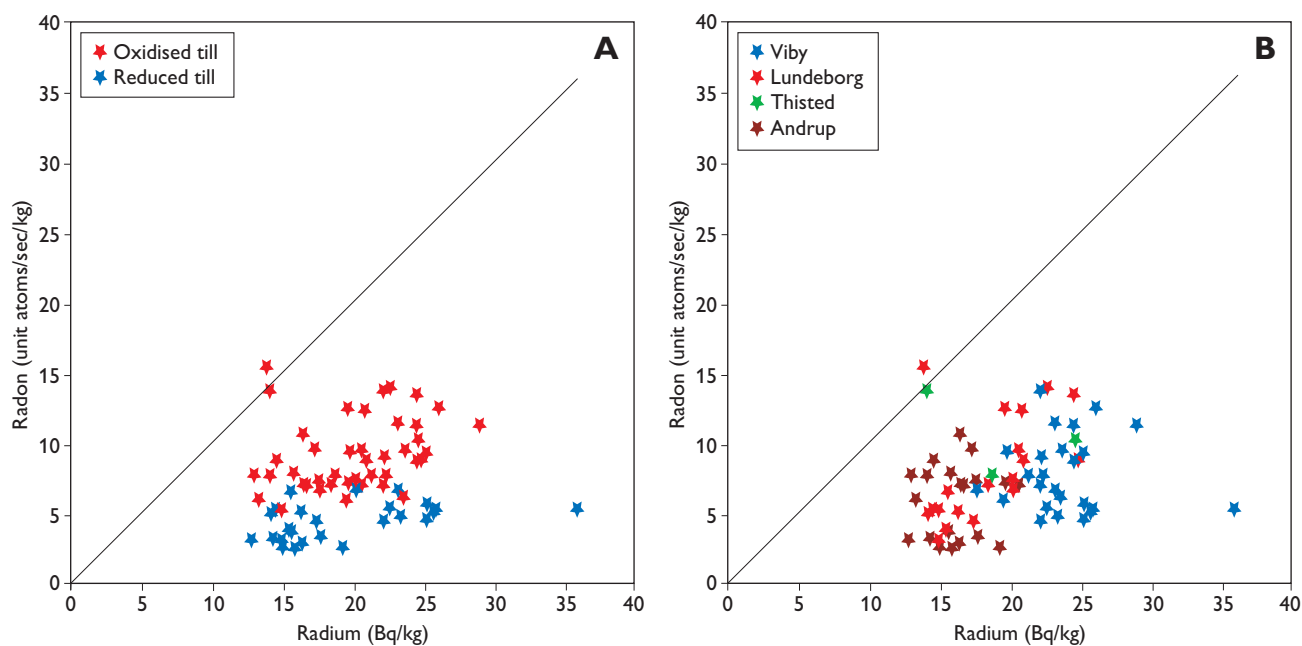 A
Oxidised till
Reduced till
Radon (unit atoms/sec/kg)
40
35
30
25
20
15
10
5
0
0 5 10 15 20 25 30 35 40
Radium (Bq/kg)
B
Viby
Lundeborg
Thisted
Andrup
Radon (unit atoms/sec/kg)
40
35
30
25
20
15
10
5
0
0 5 10 15 20 25 30 35 40
Radium (Bq/kg)